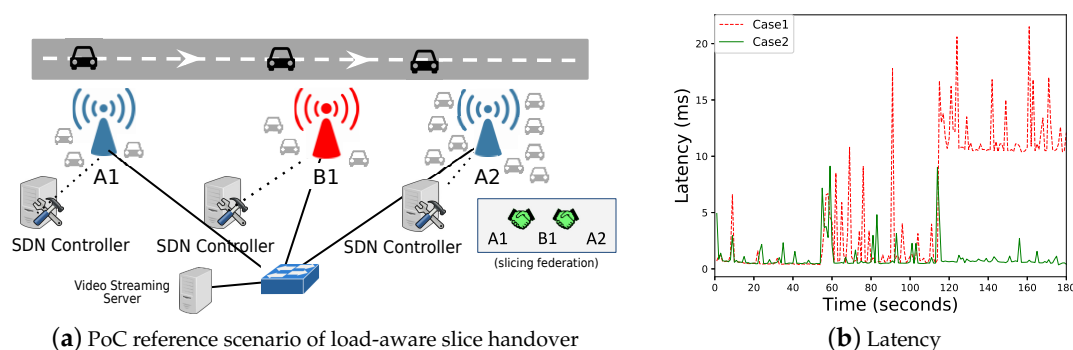 A1
B1
A2
SDN Controller
SDN Controller
SDN Controller
A1 B1 A2
(slicing federation)
Video Streaming
Server
(a) PoC reference scenario of load-aware slice handover
Case1
Case2
Latency (ms)
20
15
10
5
0
0 20 40 60 80 100 120 140 160 180
Time (seconds)
(b) Latency